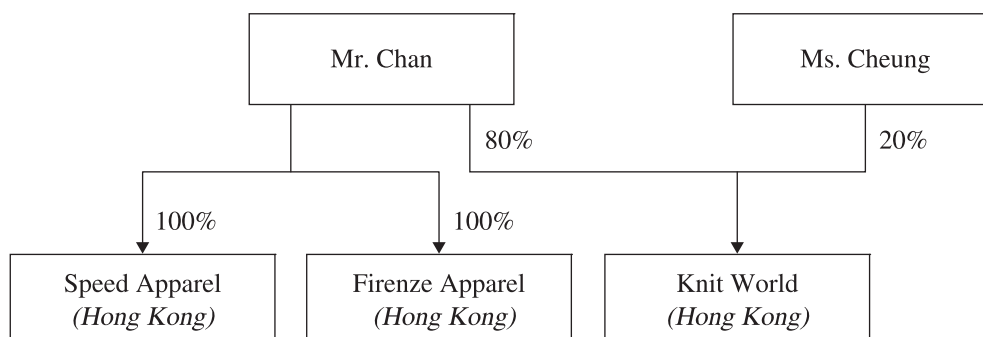 Mr. Chan
Ms. Cheung
80%
20%
100%
100%
Speed Apparel
(Hong Kong)
Firenze Apparel
(Hong Kong)
Knit World
(Hong Kong)